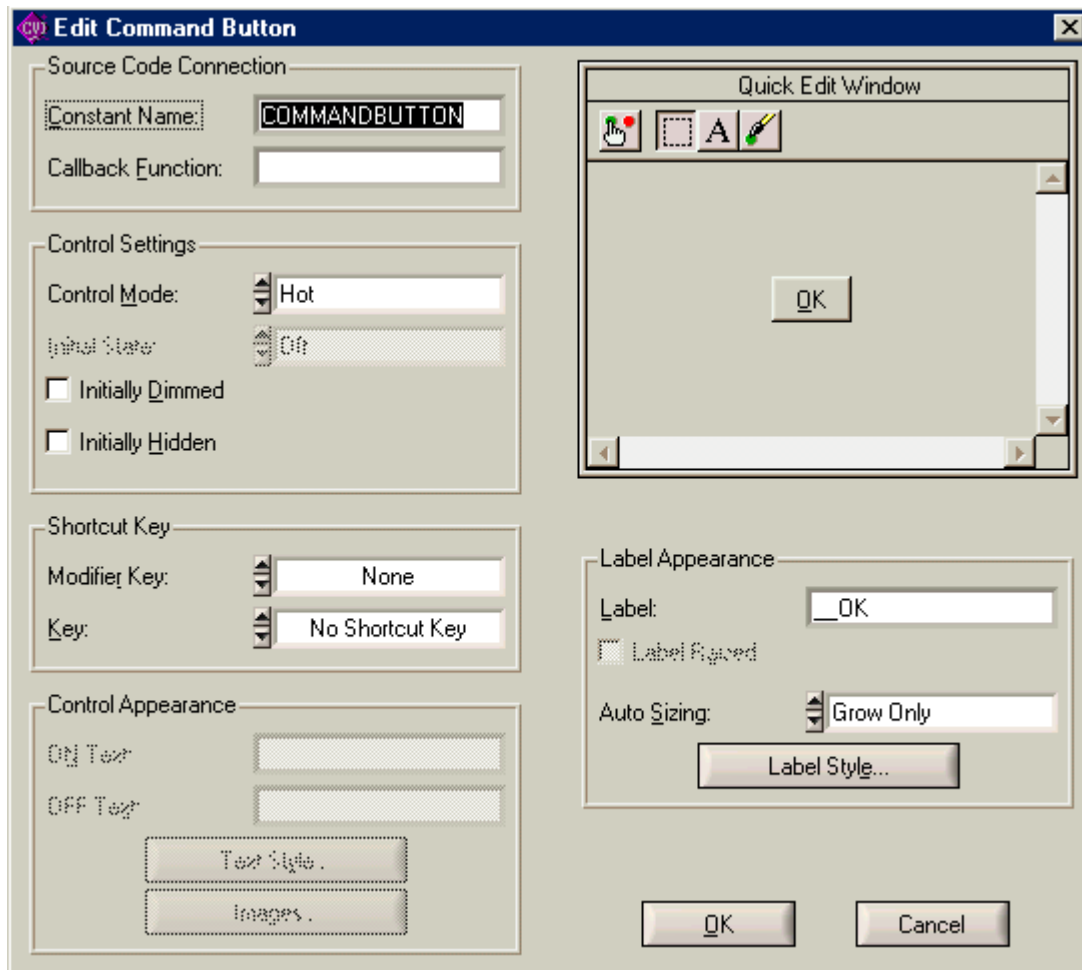 CVI Edit Command Button
Source Code Connection
Constant Name: COMMANDBUTTON
Callback Function:
Control Settings
Control Mode: Hot
Initial State: Off
Initially Dimmed
Initially Hidden
Shortcut Key
Modifier Key: None
Key: No Shortcut Key
Control Appearance
ON Text
OFF Text
Text Style...
Images...
Quick Edit Window
A
OK
Label Appearance
Label: __OK
Label Raised
Auto Sizing: Grow Only
Label Style...
OK
Cancel